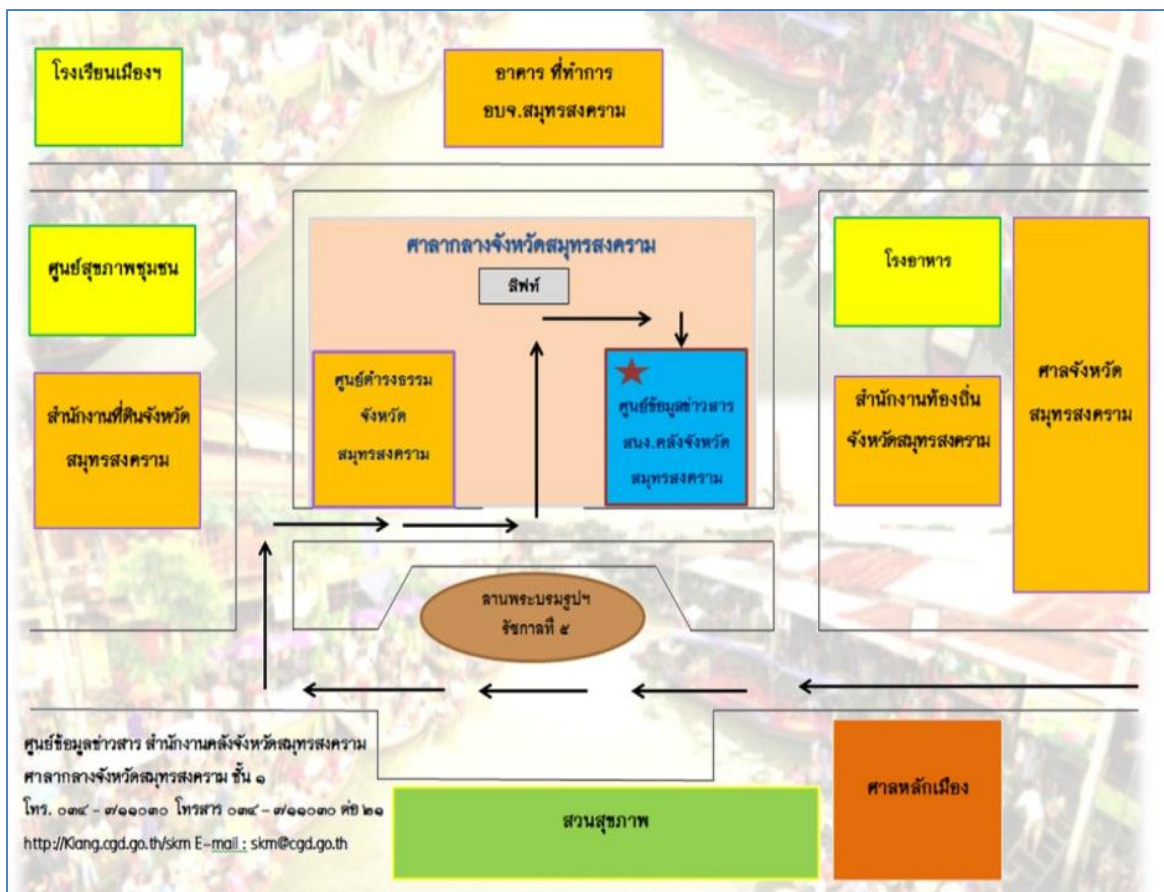 โรงเรียนเมืองฯ
อาคาร ที่ทำการ
อบจ.สมุทรสงคราม
ศูนย์สุขภาพชุมชน
ศาลากลางจังหวัดสมุทรสงคราม
ลิฟท์
โรงอาหาร
ศาลจังหวัด
สมุทรสงคราม
สำนักงานที่ดินจังหวัด
สมุทรสงคราม
ศูนย์ดำรงธรรม
จังหวัด
สมุทรสงคราม
ศูนย์ข้อมูลข่าวสาร
สนง.คลังจังหวัด
สมุทรสงคราม
สำนักงานท้องถิ่น
จังหวัดสมุทรสงคราม
ลานพระบรมรูปฯ
รัชกาลที่ ๕
ศูนย์ข้อมูลข่าวสาร สำนักงานคลังจังหวัดสมุทรสงคราม
ศาลากลางจังหวัดสมุทรสงคราม ชั้น ๑
โทร. ๐๓๔ - ๗๑๑๐๓๐ โทรสาร ๐๓๔ - ๗๑๑๐๓๐ ต่อ ๒๑
http://Klang.cgd.go.th/skm E-mail : skm@cgd.go.th
ศาลหลักเมือง
สวนสุขภาพ